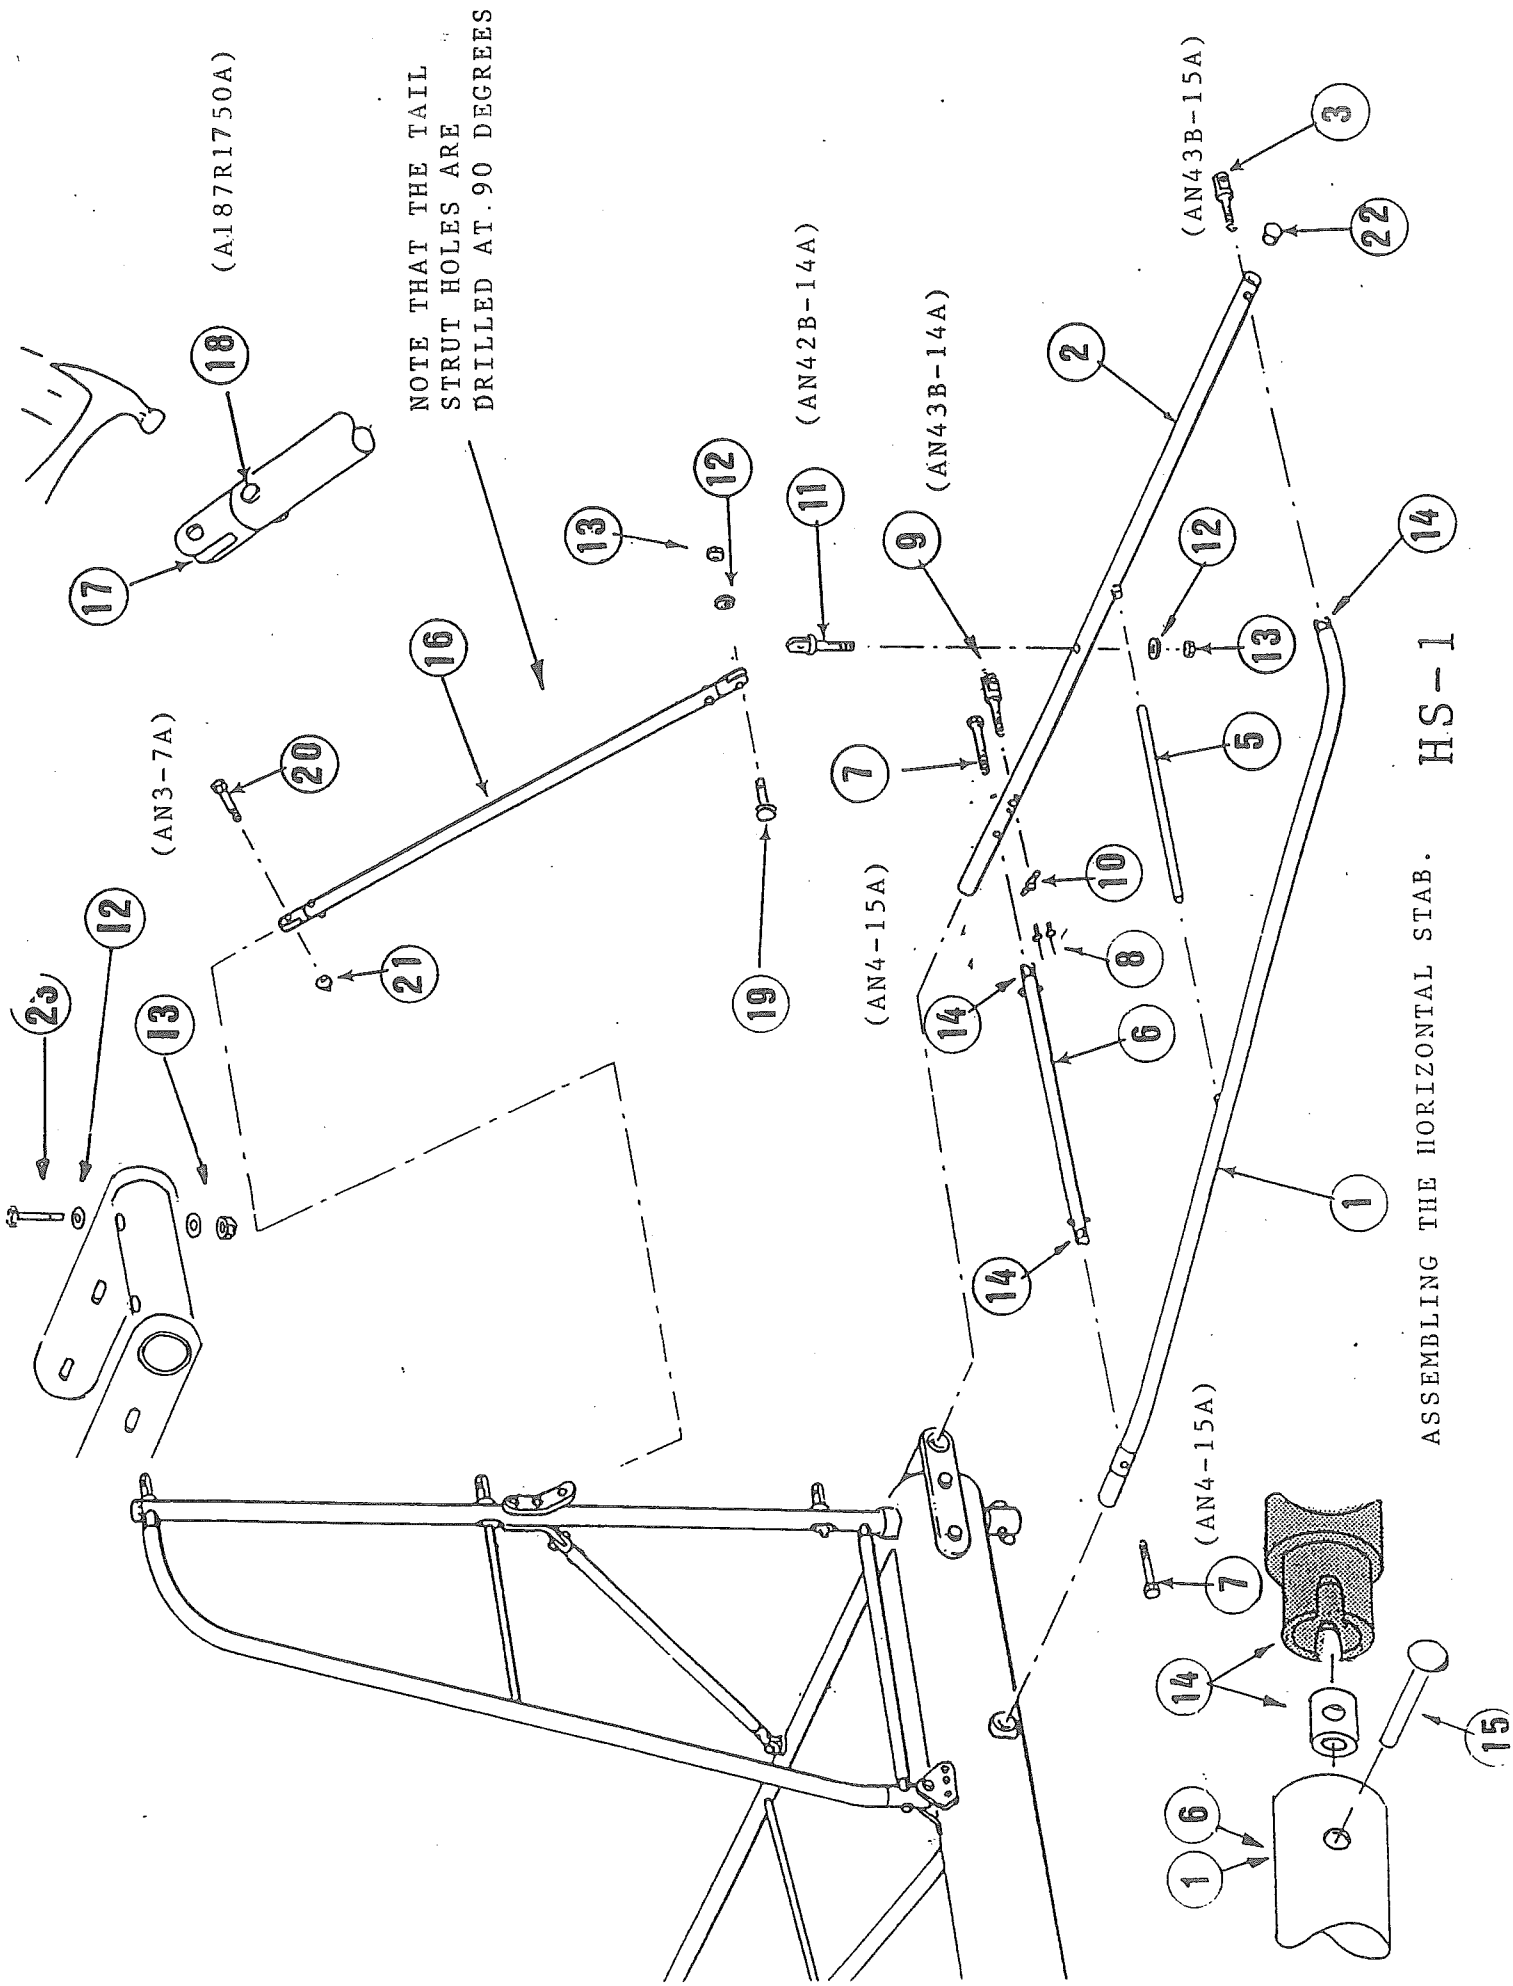 (A187R1750A)
18
17
NOTE THAT THE TAIL
STRUT HOLES ARE
DRILLED AT.90 DEGREES
(AN3-7A)
20
16
13
12
21
19
12
13
(AN42B-14A)
11
(AN43B-14A)
9
7
2
(AN43B-15A)
3
22
(AN4-15A)
14
10
8
6
12
13
5
14
14
1
(AN4-15A)
7
14
15
1
6
ASSEMBLING THE HORIZONTAL STAB.
HS-1